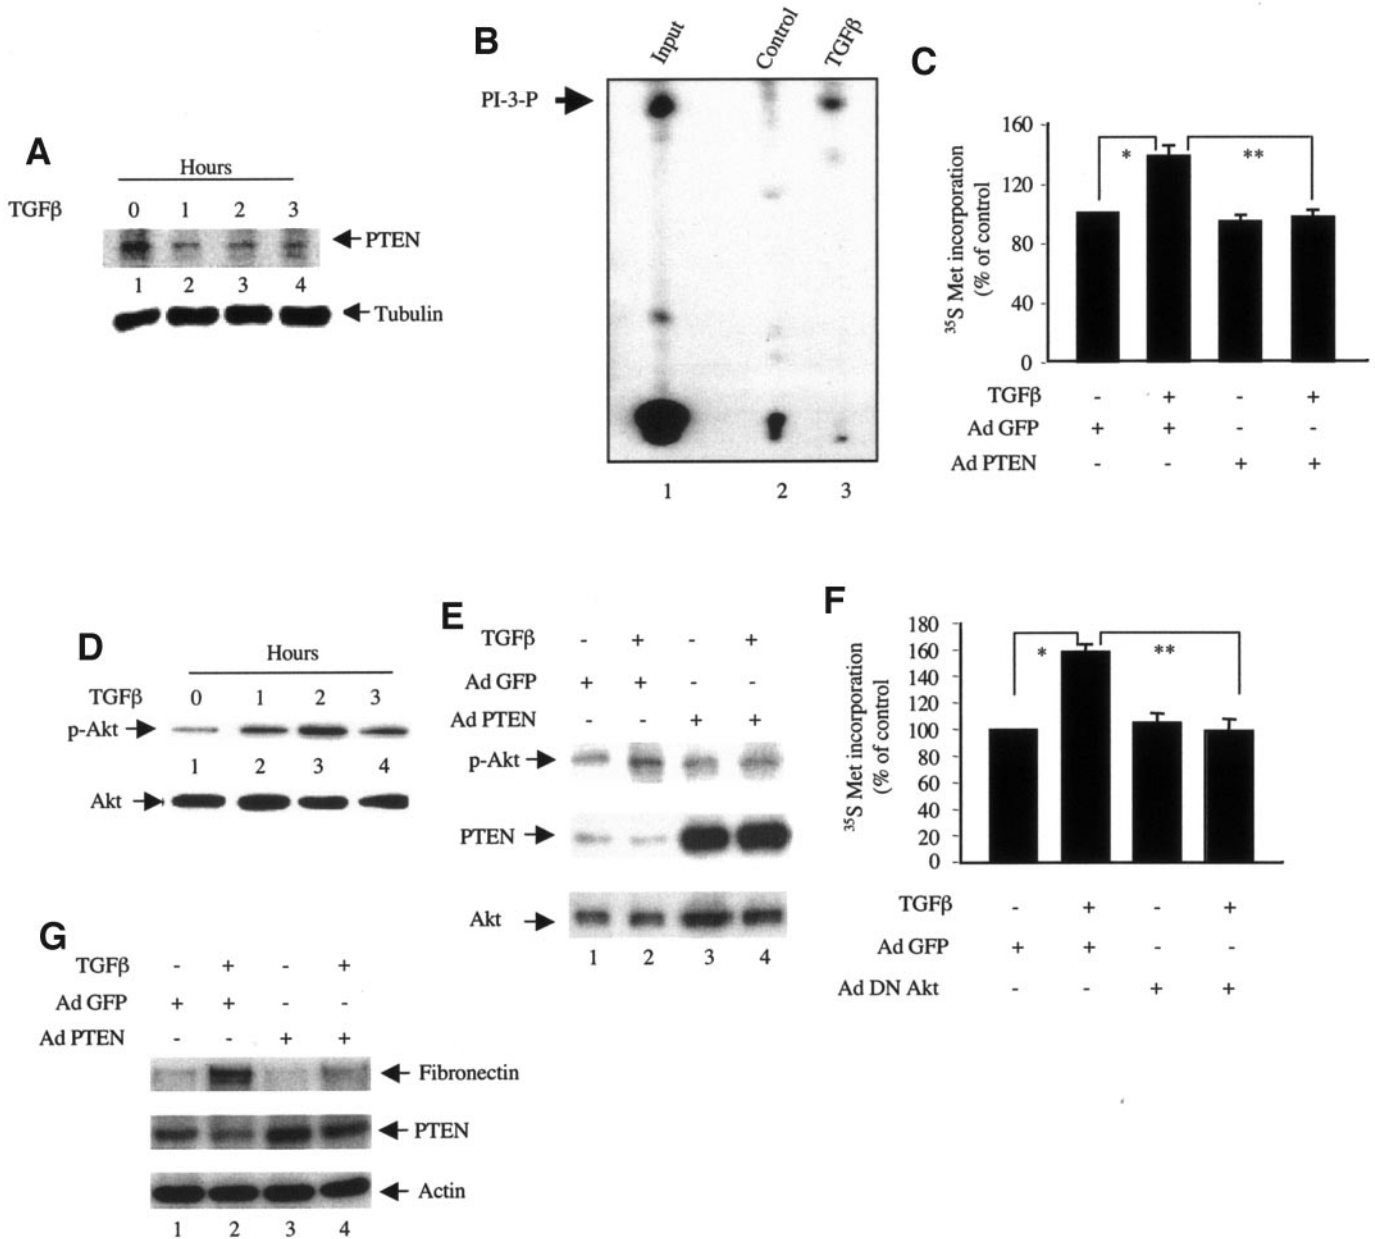 A
Hours
TGFβ 0 1 2 3
PTEN
1 2 3 4
Tubulin
B
Input Control TGFβ
PI-3-P
1 2 3
C
35S Met incorporation
(% of control)
160
120
80
40
0
* **
TGFβ - + - +
Ad GFP + + - -
Ad PTEN - - + +
D
Hours
TGFβ 0 1 2 3
p-Akt
1 2 3 4
Akt
E
TGFβ - + - +
Ad GFP + + - -
Ad PTEN - - + +
p-Akt
PTEN
Akt
1 2 3 4
F
35S Met incorporation
(% of control)
180
160
140
120
100
80
60
40
20
0
* **
TGFβ - + - +
Ad GFP + + - -
Ad DN Akt - - + +
G
TGFβ - + - +
Ad GFP + + - -
Ad PTEN - - + +
Fibronectin
PTEN
Actin
1 2 3 4